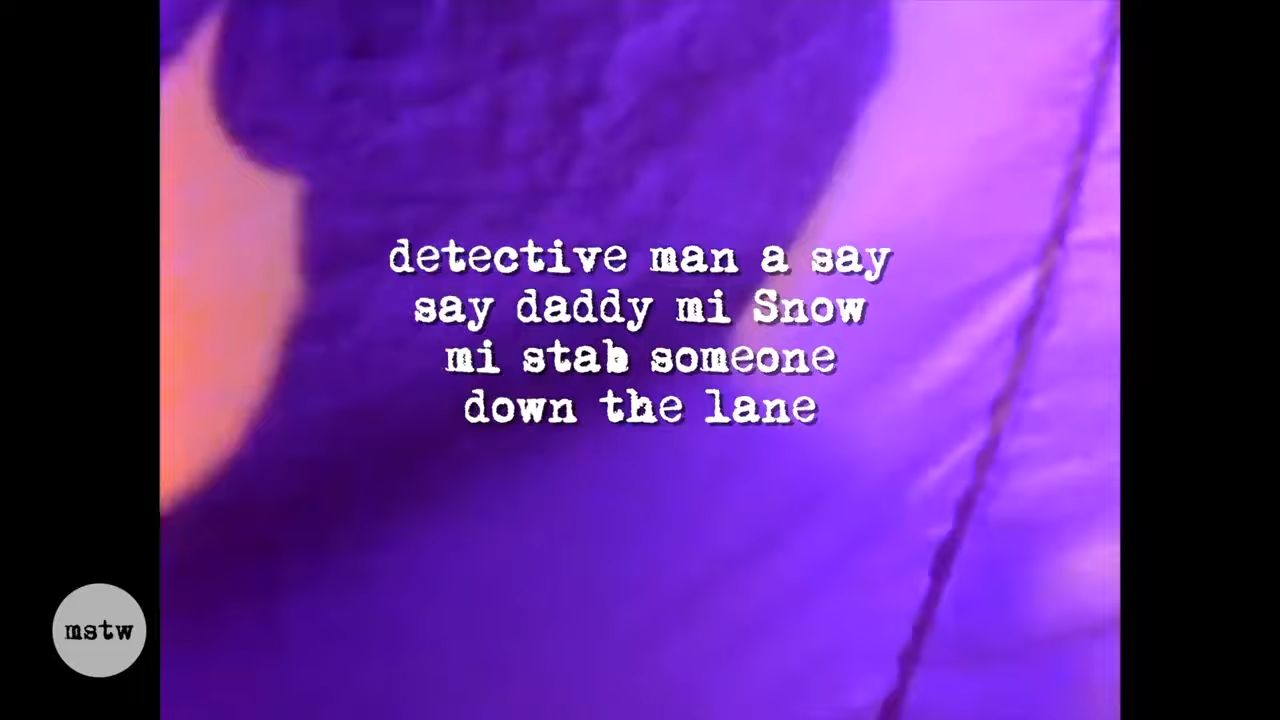 detective man a say
say daddy mi Snow
mi stab someone
down the lane
mstw